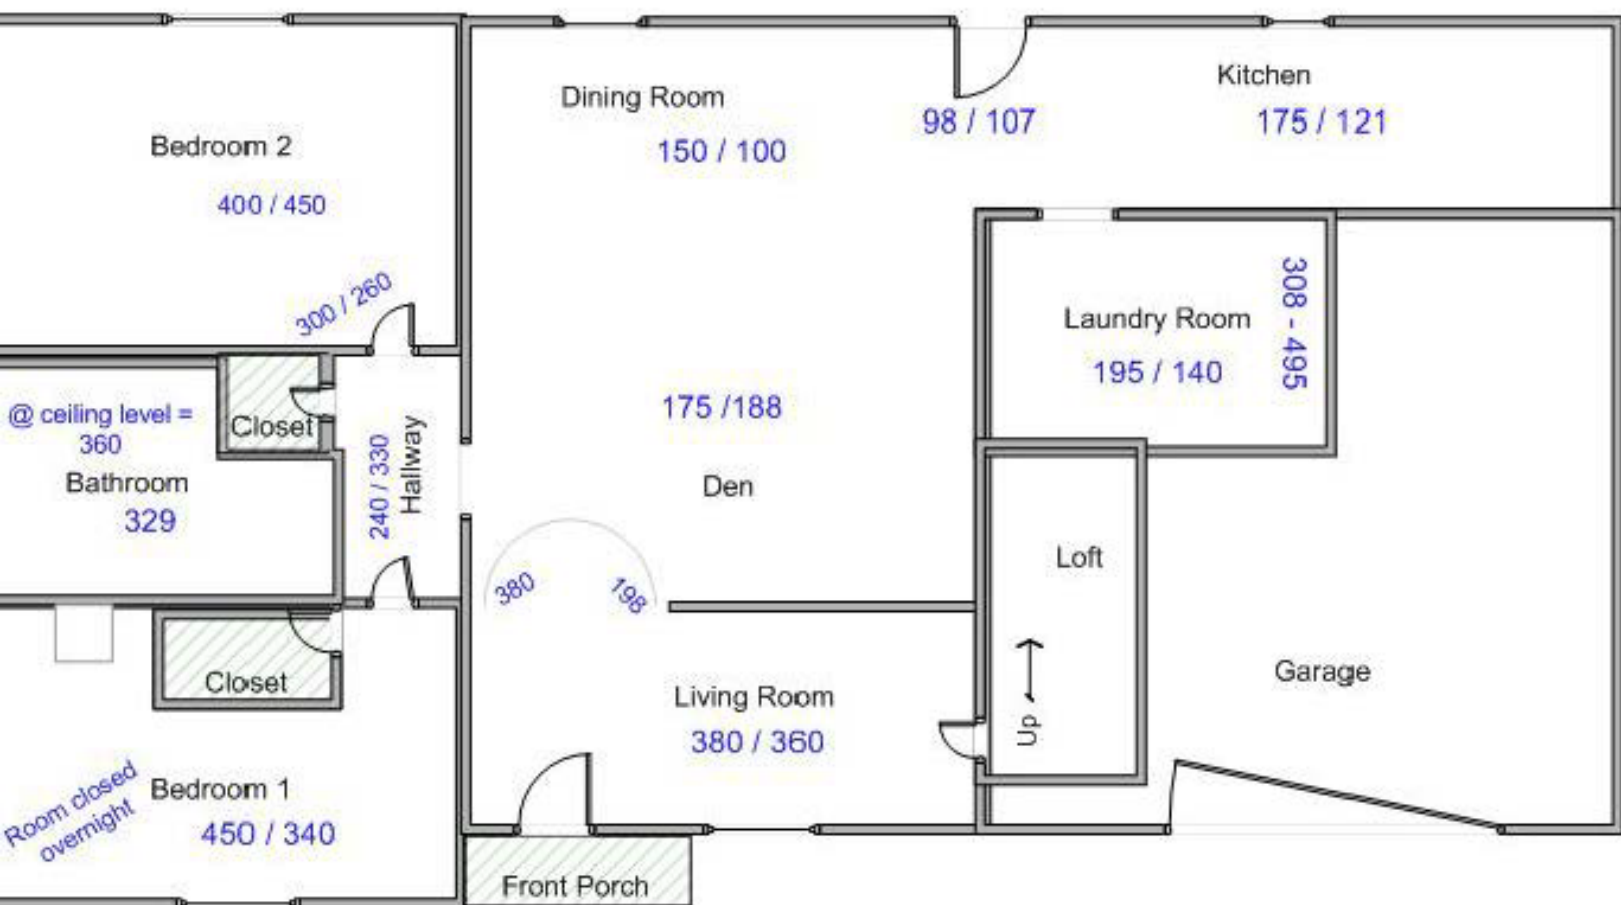 Bedroom 2
400 / 450
300 / 260
Dining Room
150 / 100
98 / 107
Kitchen
175 / 121
Laundry Room
195 / 140
308 - 495
@ ceiling level =
360
Bathroom
329
Closet
240 / 330
Hallway
175 /188
Den
380
198
Loft
Up
Garage
Closet
Living Room
380 / 360
Room closed
overnight
Bedroom 1
450 / 340
Front Porch